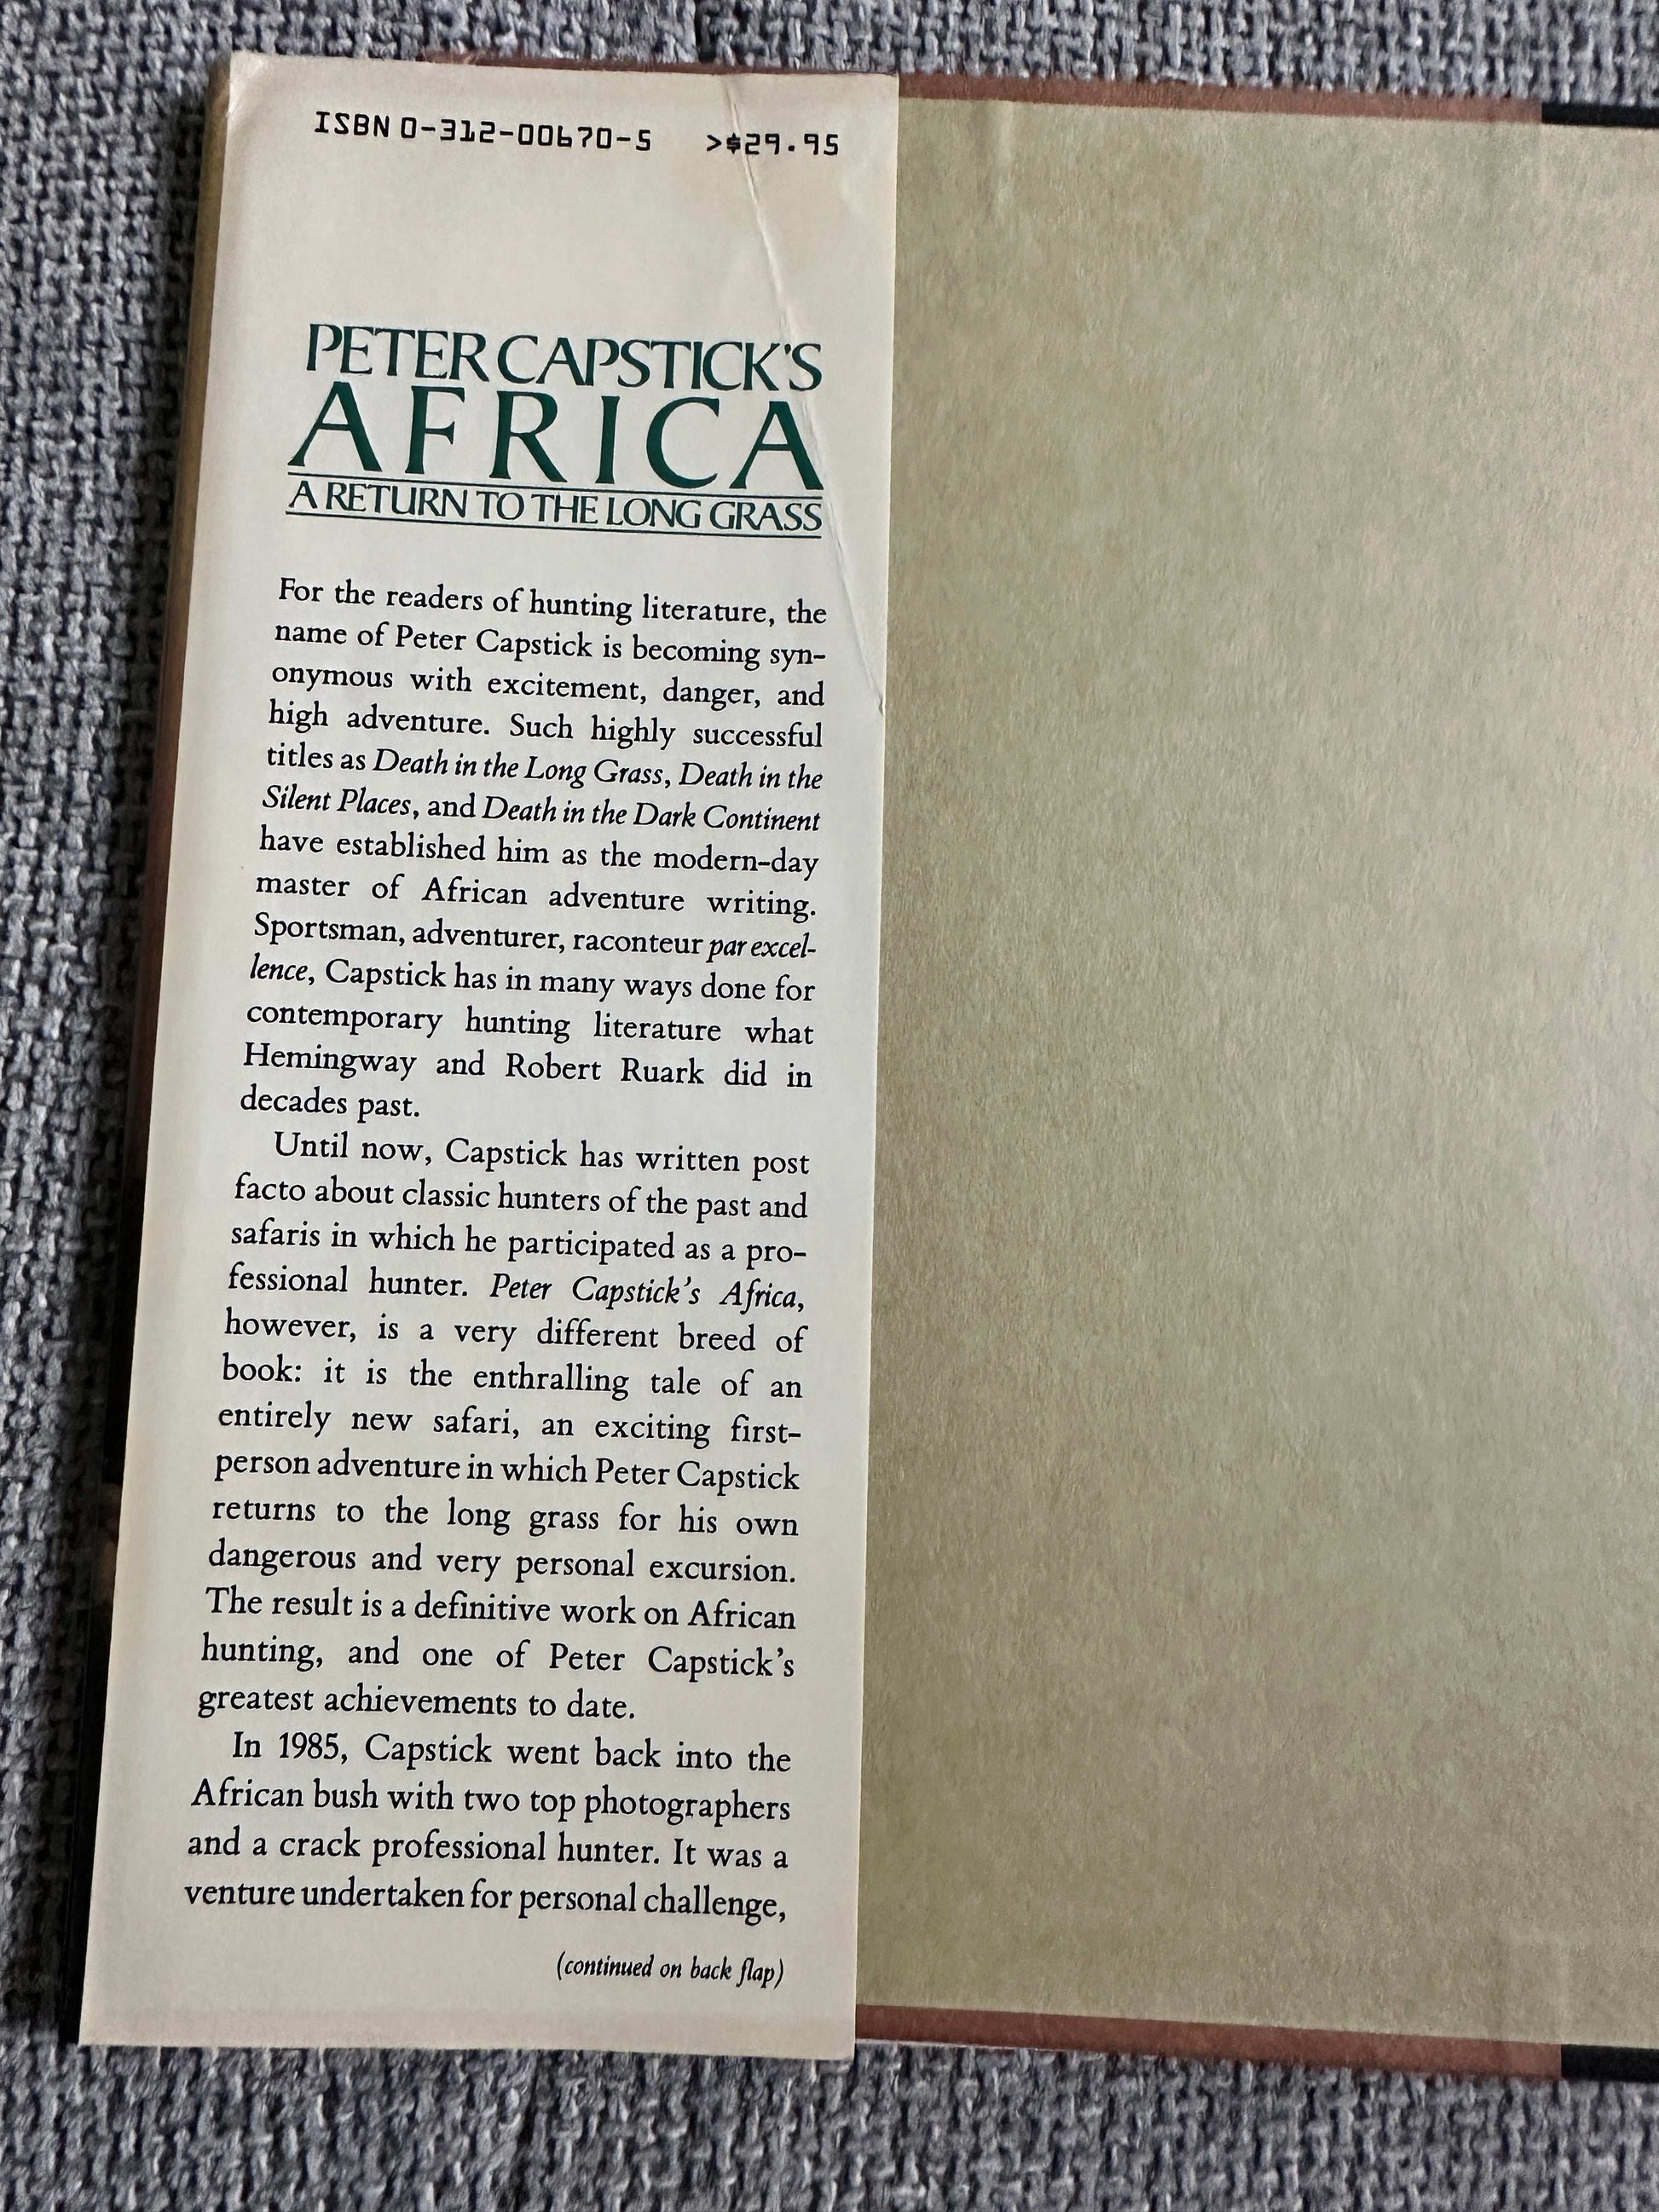 ISBN 0-312-00670-5 >$29.95
PETER CAPSTICK'S
AFRICA
A RETURN TO THE LONG GRASS
For the readers of hunting literature, the
name of Peter Capstick is becoming syn-
onymous with excitement, danger, and
high adventure. Such highly successful
titles as Death in the Long Grass, Death in the
Silent Places, and Death in the Dark Continent
have established him as the modern-day
master of African adventure writing.
Sportsman, adventurer, raconteur par excel-
lence, Capstick has in many ways done for
contemporary hunting literature what
Hemingway and Robert Ruark did in
decades past.
Until now, Capstick has written post
facto about classic hunters of the past and
safaris in which he participated as a pro-
fessional hunter. Peter Capstick's Africa,
however, is a very different breed of
book: it is the enthralling tale of an
entirely new safari, an exciting first-
person adventure in which Peter Capstick
returns to the long grass for his own
dangerous and very personal excursion.
The result is a definitive work on African
hunting, and one of Peter Capstick's
greatest achievements to date.
In 1985, Capstick went back into the
African bush with two top photographers
and a crack professional hunter. It was a
venture undertaken for personal challenge,
(continued on back flap)